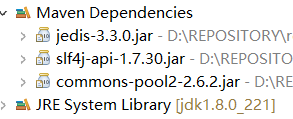 Maven Dependencies
jedis-3.3.0.jar - D:\REPOSITORY\r
slf4j-api-1.7.30.jar - D:\REPOSITO
commons-pool2-2.6.2.jar - D:\RE
JRE System Library [jdk1.8.0_221]